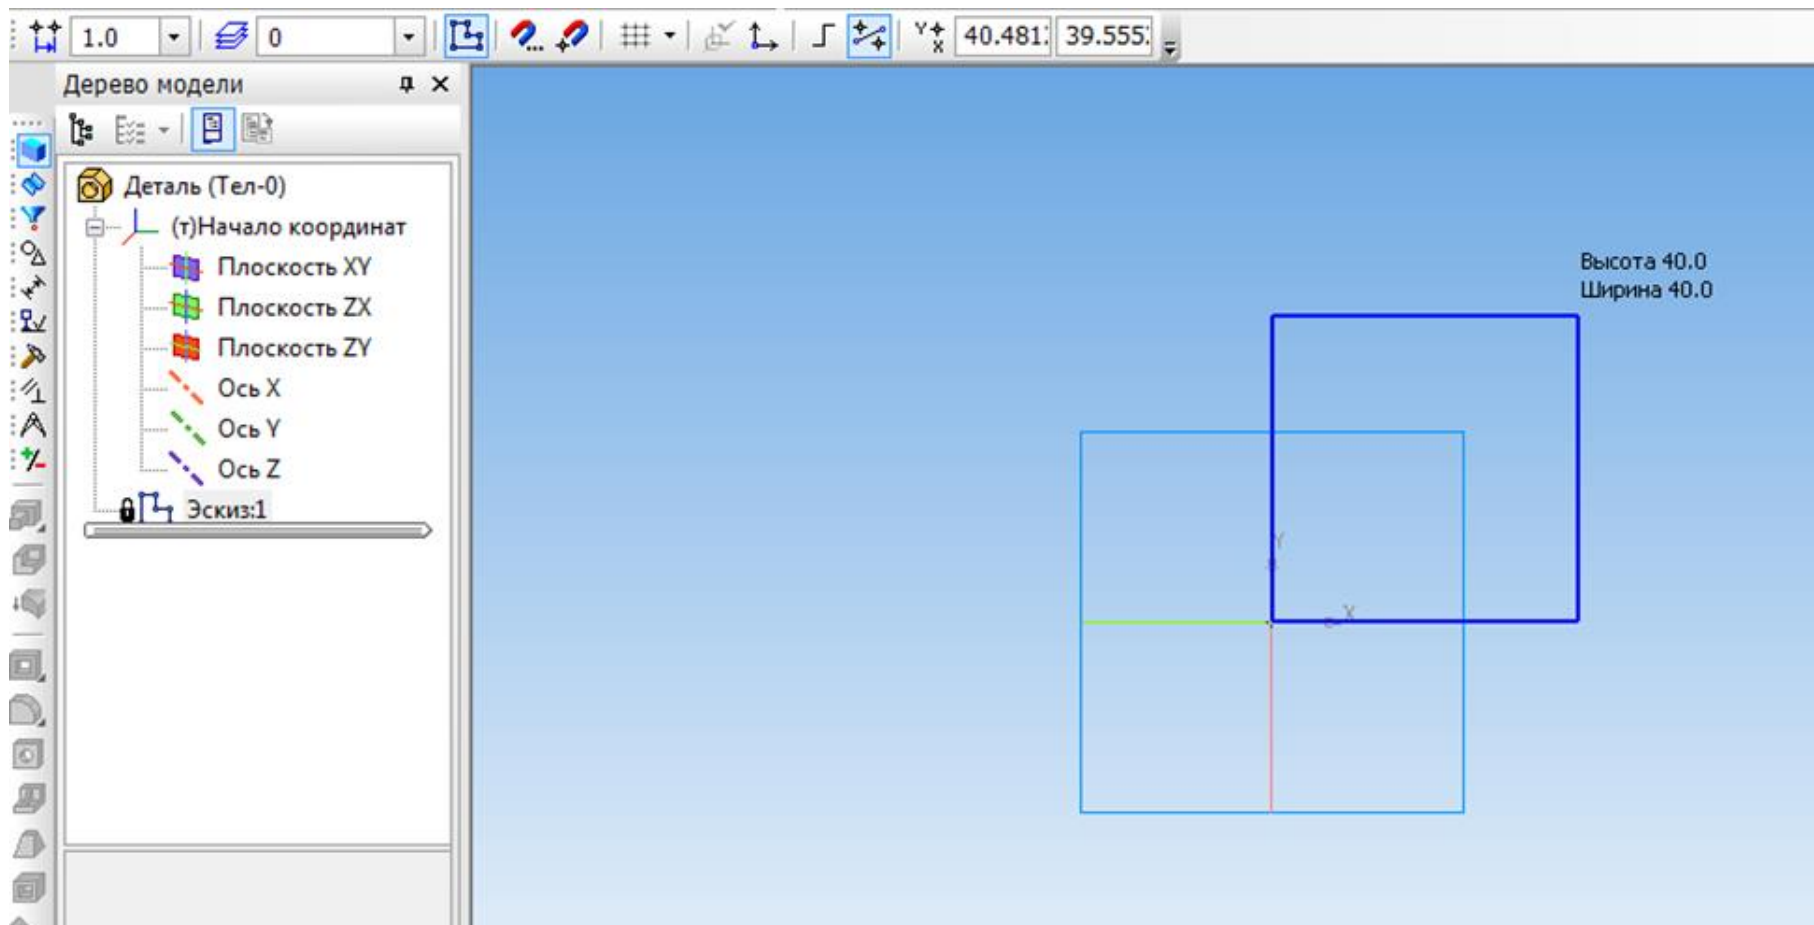 1.0 0 40.481: 39.555:
Дерево модели
Деталь (Тел-0)
(т)Начало координат
Плоскость XY
Плоскость ZX
Плоскость ZY
Ось X
Ось Y
Ось Z
Эскиз:1
Высота 40.0
Ширина 40.0
Y
X